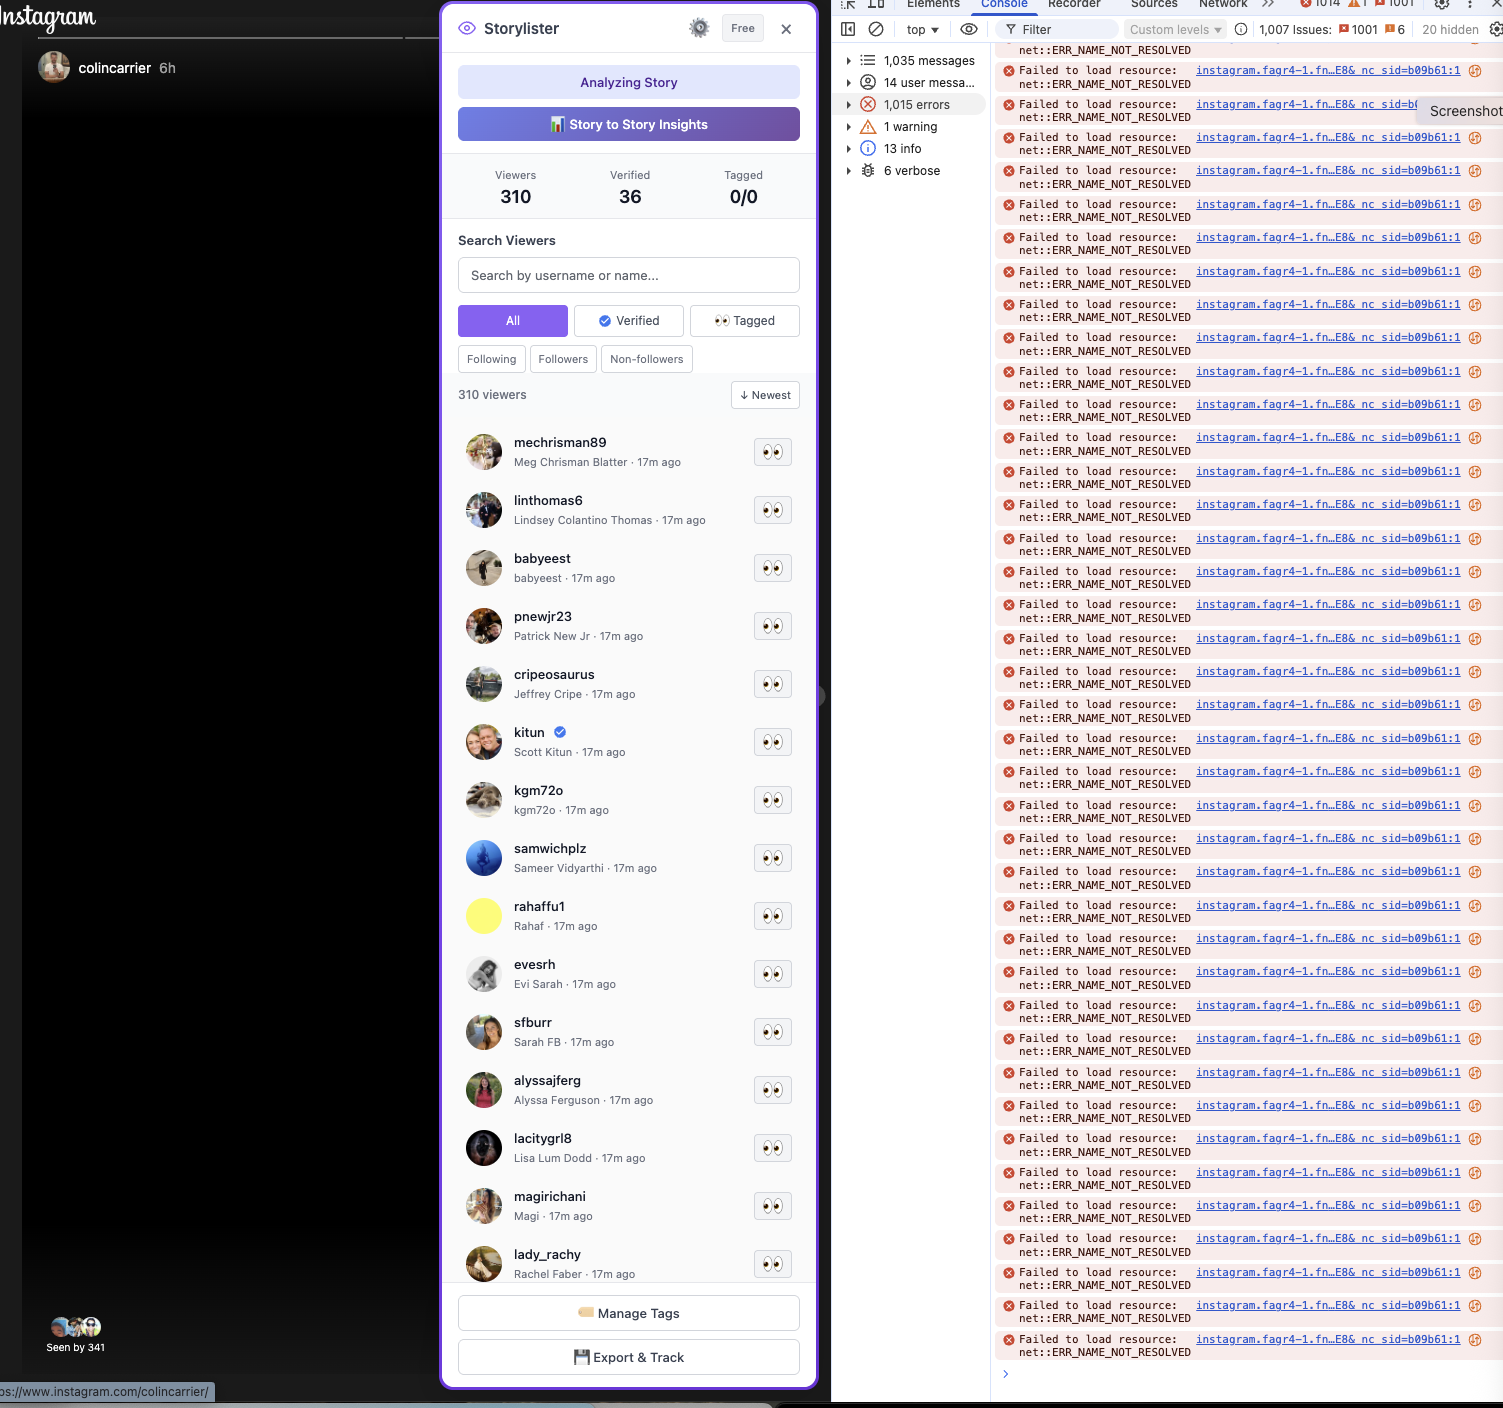 Instagram
colincarrier 6h
Seen by 341
ps://www.instagram.com/colincarrier/
Storylister
Free
Analyzing Story
📊 Story to Story Insights
Viewers
310
Verified
36
Tagged
0/0
Search Viewers
Search by username or name...
All
Verified
👀 Tagged
Following
Followers
Non-followers
310 viewers
↓ Newest
mechrisman89
Meg Chrisman Blatter · 17m ago
linthomas6
Lindsey Colantino Thomas · 17m ago
babyeest
babyeest · 17m ago
pnewjr23
Patrick New Jr · 17m ago
cripeosaurus
Jeffrey Cripe · 17m ago
kitun
Scott Kitun · 17m ago
kgm72o
kgm72o · 17m ago
samwichplz
Sameer Vidyarthi · 17m ago
rahaffu1
Rahaf · 17m ago
evesrh
Evi Sarah · 17m ago
sfburr
Sarah FB · 17m ago
alyssajferg
Alyssa Ferguson · 17m ago
lacitygrl8
Lisa Lum Dodd · 17m ago
magirichani
Magi · 17m ago
lady_rachy
Rachel Faber · 17m ago
Manage Tags
Export & Track
Elements Console Recorder Sources Network 1014 1 1001
top Filter Custom levels 1,007 Issues: 1001 6 20 hidden
1,035 messages
14 user messa...
1,015 errors
1 warning
13 info
6 verbose
Screenshot
net::ERR_NAME_NOT_RESOLVED
Failed to load resource: instagram.fagr4-1.fn…E8&_nc_sid=b09b61:1
net::ERR_NAME_NOT_RESOLVED
Failed to load resource: instagram.fagr4-1.fn…E8&_nc_sid=b0
net::ERR_NAME_NOT_RESOLVED
Failed to load resource: instagram.fagr4-1.fn…E8&_nc_sid=b09b61:1
net::ERR_NAME_NOT_RESOLVED
Failed to load resource: instagram.fagr4-1.fn…E8&_nc_sid=b09b61:1
net::ERR_NAME_NOT_RESOLVED
Failed to load resource: instagram.fagr4-1.fn…E8&_nc_sid=b09b61:1
net::ERR_NAME_NOT_RESOLVED
Failed to load resource: instagram.fagr4-1.fn…E8&_nc_sid=b09b61:1
net::ERR_NAME_NOT_RESOLVED
Failed to load resource: instagram.fagr4-1.fn…E8&_nc_sid=b09b61:1
net::ERR_NAME_NOT_RESOLVED
Failed to load resource: instagram.fagr4-1.fn…E8&_nc_sid=b09b61:1
net::ERR_NAME_NOT_RESOLVED
Failed to load resource: instagram.fagr4-1.fn…E8&_nc_sid=b09b61:1
net::ERR_NAME_NOT_RESOLVED
Failed to load resource: instagram.fagr4-1.fn…E8&_nc_sid=b09b61:1
net::ERR_NAME_NOT_RESOLVED
Failed to load resource: instagram.fagr4-1.fn…E8&_nc_sid=b09b61:1
net::ERR_NAME_NOT_RESOLVED
Failed to load resource: instagram.fagr4-1.fn…E8&_nc_sid=b09b61:1
net::ERR_NAME_NOT_RESOLVED
Failed to load resource: instagram.fagr4-1.fn…E8&_nc_sid=b09b61:1
net::ERR_NAME_NOT_RESOLVED
Failed to load resource: instagram.fagr4-1.fn…E8&_nc_sid=b09b61:1
net::ERR_NAME_NOT_RESOLVED
Failed to load resource: instagram.fagr4-1.fn…E8&_nc_sid=b09b61:1
net::ERR_NAME_NOT_RESOLVED
Failed to load resource: instagram.fagr4-1.fn…E8&_nc_sid=b09b61:1
net::ERR_NAME_NOT_RESOLVED
Failed to load resource: instagram.fagr4-1.fn…E8&_nc_sid=b09b61:1
net::ERR_NAME_NOT_RESOLVED
Failed to load resource: instagram.fagr4-1.fn…E8&_nc_sid=b09b61:1
net::ERR_NAME_NOT_RESOLVED
Failed to load resource: instagram.fagr4-1.fn…E8&_nc_sid=b09b61:1
net::ERR_NAME_NOT_RESOLVED
Failed to load resource: instagram.fagr4-1.fn…E8&_nc_sid=b09b61:1
net::ERR_NAME_NOT_RESOLVED
Failed to load resource: instagram.fagr4-1.fn…E8&_nc_sid=b09b61:1
net::ERR_NAME_NOT_RESOLVED
Failed to load resource: instagram.fagr4-1.fn…E8&_nc_sid=b09b61:1
net::ERR_NAME_NOT_RESOLVED
Failed to load resource: instagram.fagr4-1.fn…E8&_nc_sid=b09b61:1
net::ERR_NAME_NOT_RESOLVED
Failed to load resource: instagram.fagr4-1.fn…E8&_nc_sid=b09b61:1
net::ERR_NAME_NOT_RESOLVED
Failed to load resource: instagram.fagr4-1.fn…E8&_nc_sid=b09b61:1
net::ERR_NAME_NOT_RESOLVED
Failed to load resource: instagram.fagr4-1.fn…E8&_nc_sid=b09b61:1
net::ERR_NAME_NOT_RESOLVED
Failed to load resource: instagram.fagr4-1.fn…E8&_nc_sid=b09b61:1
net::ERR_NAME_NOT_RESOLVED
Failed to load resource: instagram.fagr4-1.fn…E8&_nc_sid=b09b61:1
net::ERR_NAME_NOT_RESOLVED
Failed to load resource: instagram.fagr4-1.fn…E8&_nc_sid=b09b61:1
net::ERR_NAME_NOT_RESOLVED
Failed to load resource: instagram.fagr4-1.fn…E8&_nc_sid=b09b61:1
net::ERR_NAME_NOT_RESOLVED
Failed to load resource: instagram.fagr4-1.fn…E8&_nc_sid=b09b61:1
net::ERR_NAME_NOT_RESOLVED
Failed to load resource: instagram.fagr4-1.fn…E8&_nc_sid=b09b61:1
net::ERR_NAME_NOT_RESOLVED
Failed to load resource: instagram.fagr4-1.fn…E8&_nc_sid=b09b61:1
net::ERR_NAME_NOT_RESOLVED
Failed to load resource: instagram.fagr4-1.fn…E8&_nc_sid=b09b61:1
net::ERR_NAME_NOT_RESOLVED
Failed to load resource: instagram.fagr4-1.fn…E8&_nc_sid=b09b61:1
net::ERR_NAME_NOT_RESOLVED
Failed to load resource: instagram.fagr4-1.fn…E8&_nc_sid=b09b61:1
net::ERR_NAME_NOT_RESOLVED
Failed to load resource: instagram.fagr4-1.fn…E8&_nc_sid=b09b61:1
net::ERR_NAME_NOT_RESOLVED
Failed to load resource: instagram.fagr4-1.fn…E8&_nc_sid=b09b61:1
net::ERR_NAME_NOT_RESOLVED
Failed to load resource: instagram.fagr4-1.fn…E8&_nc_sid=b09b61:1
net::ERR_NAME_NOT_RESOLVED